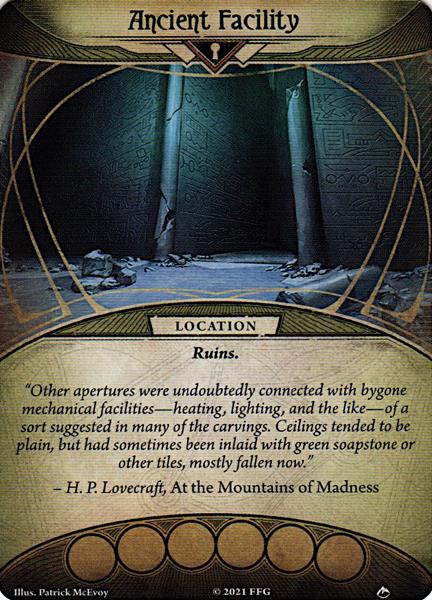 Ancient Facility
LOCATION
Ruins.
“Other apertures were undoubtedly connected with bygone
mechanical facilities—heating, lighting, and the like—of a
sort suggested in many of the carvings. Ceilings tended to be
plain, but had sometimes been inlaid with green soapstone or
other tiles, mostly fallen now.”
– H. P. Lovecraft, At the Mountains of Madness
Illus. Patrick McEvoy
© 2021 FFG